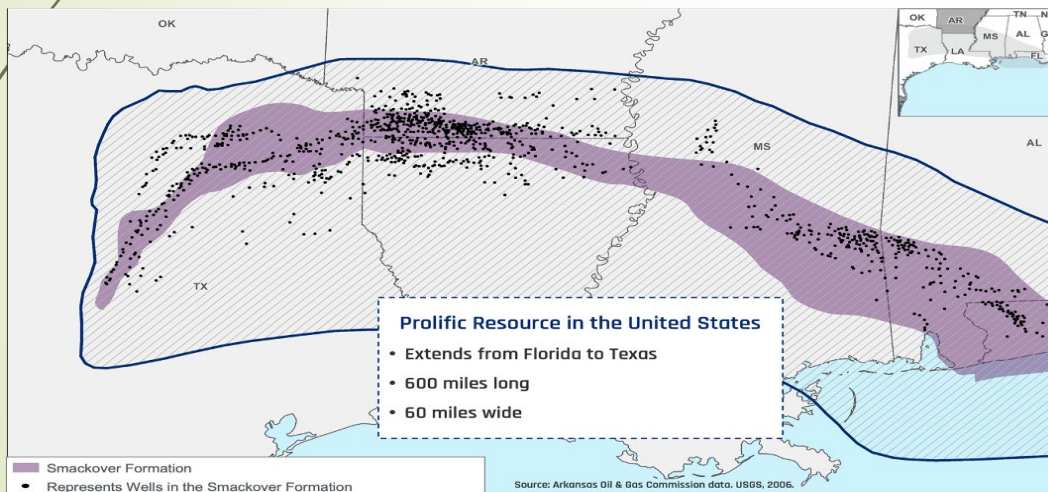 OK
AR
TX
MS
AL
OK
AR
TN
MS
AL
TX
LA
FL
Prolific Resource in the United States
• Extends from Florida to Texas
• 600 miles long
• 60 miles wide
Smackover Formation
• Represents Wells in the Smackover Formation
Source: Arkansas Oil & Gas Commission data. USGS, 2006.